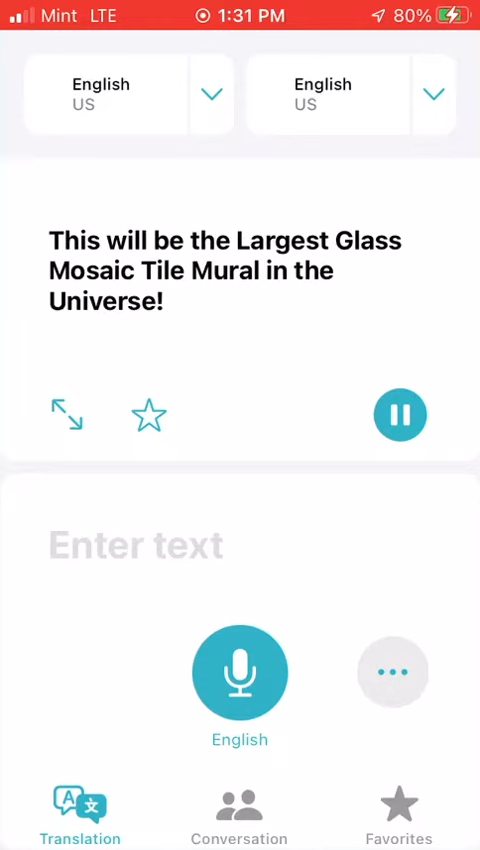 Mint LTE 1:31 PM 80%
English English
US US
This will be the Largest Glass
Mosaic Tile Mural in the
Universe!
Enter text
English
A 文
Translation Conversation Favorites